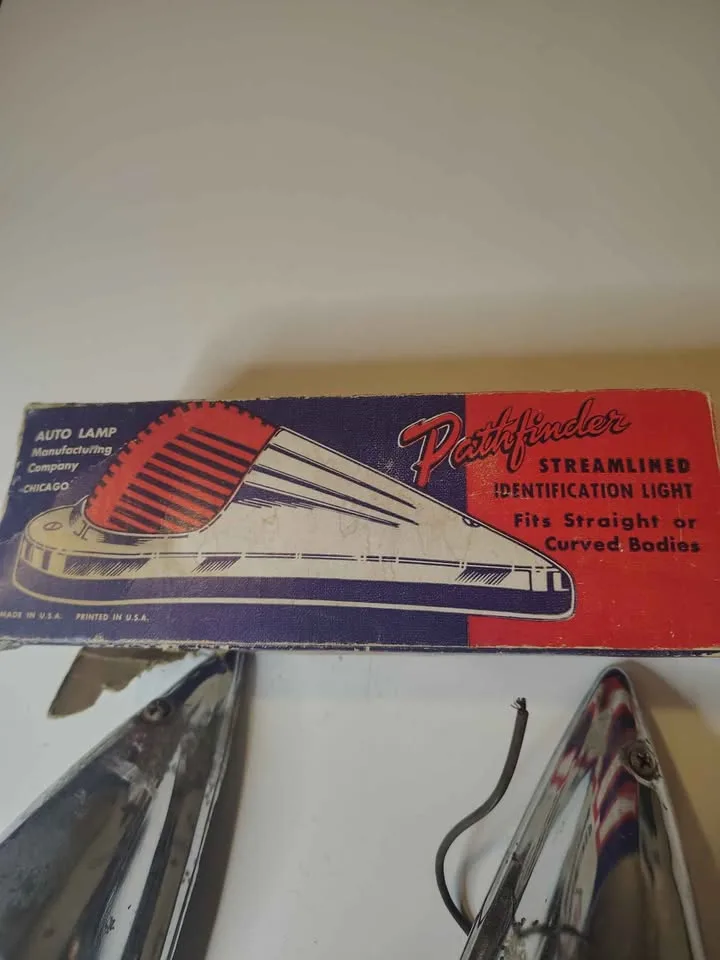 AUTO LAMP
Manufacturing
Company
CHICAGO
Pathfinder
STREAMLINED
IDENTIFICATION LIGHT
Fits Straight or
Curved Bodies
MADE IN U.S.A. PRINTED IN U.S.A.